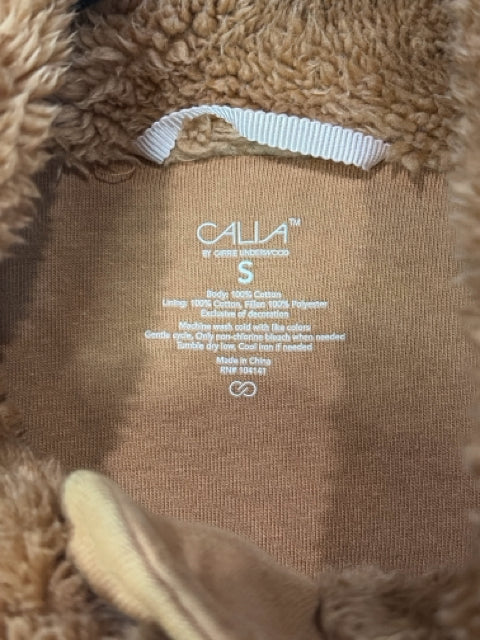 CALIA™
BY CARRIE UNDERWOOD
S
Body: 100% Cotton
Lining: 100% Cotton, Fillan 100% Polyester
Exclusive of decoration
Machine wash cold with like colors
Gentle cycle, Only non-chlorine bleach when needed
Tumble dry low, Cool iron if needed
Made in China
RN# 104141